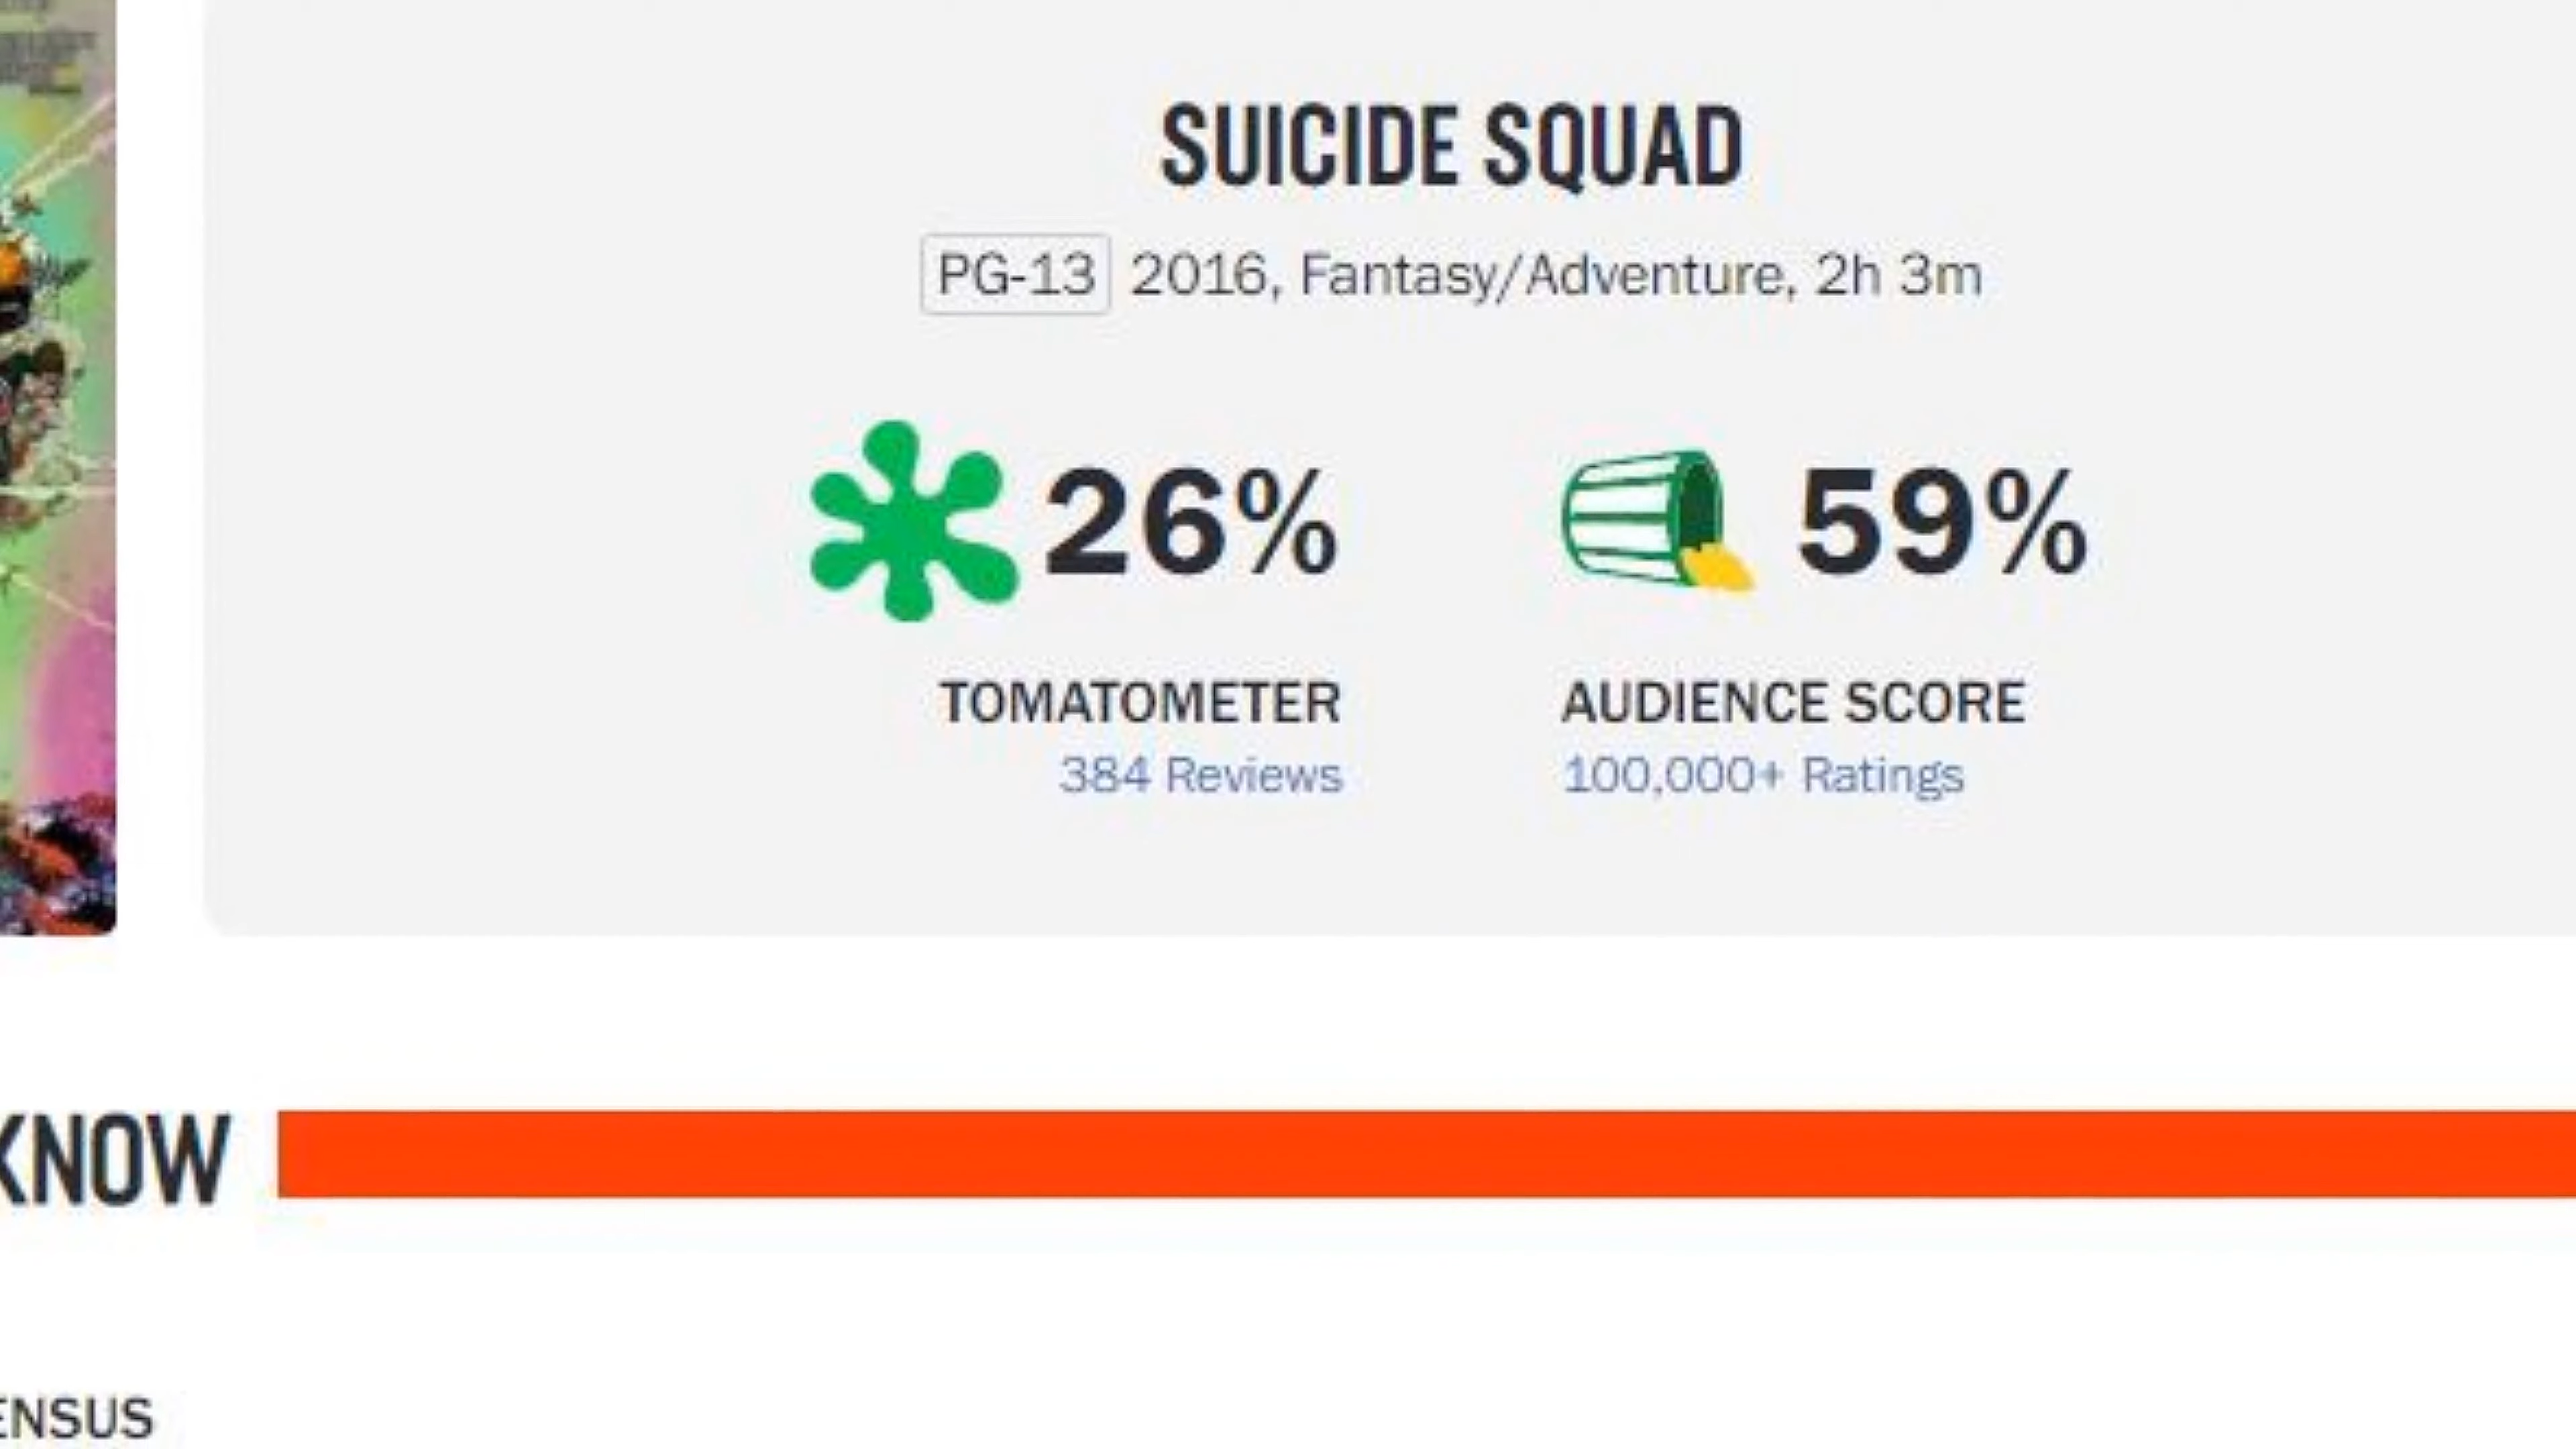 SUICIDE SQUAD
PG-13 2016, Fantasy/Adventure, 2h 3m
26% 59%
TOMATOMETER AUDIENCE SCORE
384 Reviews 100,000+ Ratings
KNOW
ENSUS